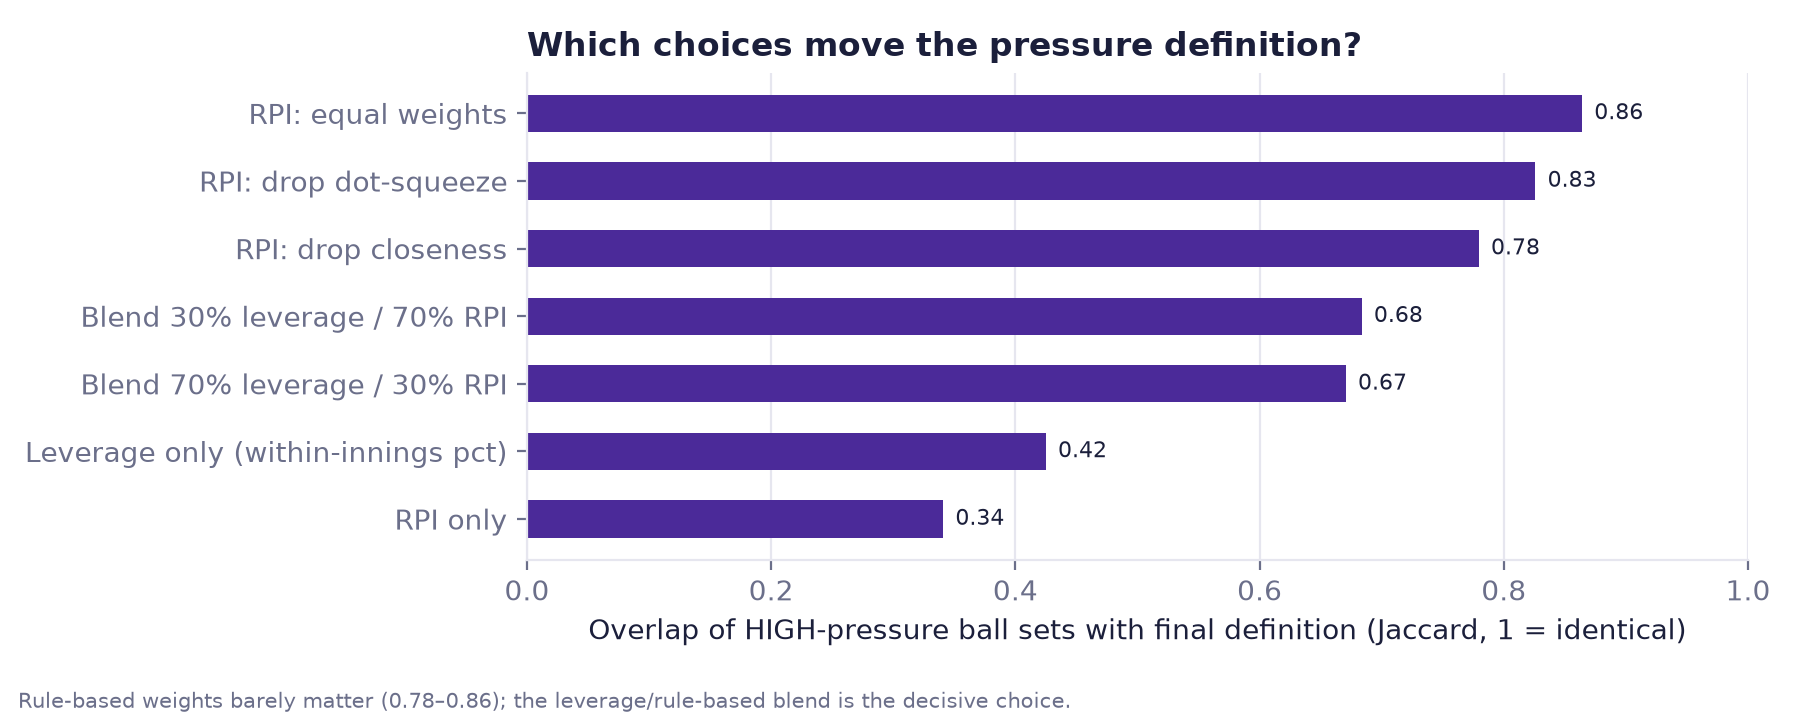 Which choices move the pressure definition?
RPI: equal weights
0.86
RPI: drop dot-squeeze
0.83
RPI: drop closeness
0.78
Blend 30% leverage / 70% RPI
0.68
Blend 70% leverage / 30% RPI
0.67
Leverage only (within-innings pct)
0.42
RPI only
0.34
0.0 0.2 0.4 0.6 0.8 1.0
Overlap of HIGH-pressure ball sets with final definition (Jaccard, 1 = identical)
Rule-based weights barely matter (0.78–0.86); the leverage/rule-based blend is the decisive choice.